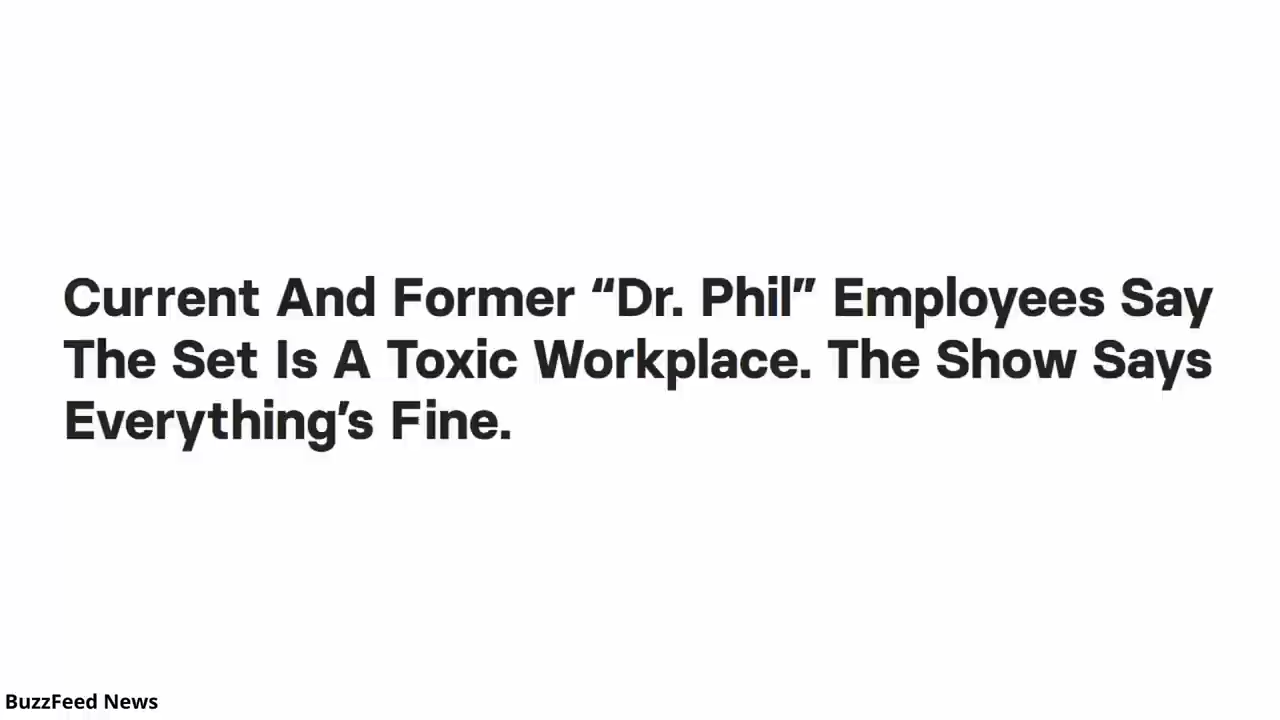 Current And Former “Dr. Phil” Employees Say
The Set Is A Toxic Workplace. The Show Says
Everything’s Fine.
BuzzFeed News